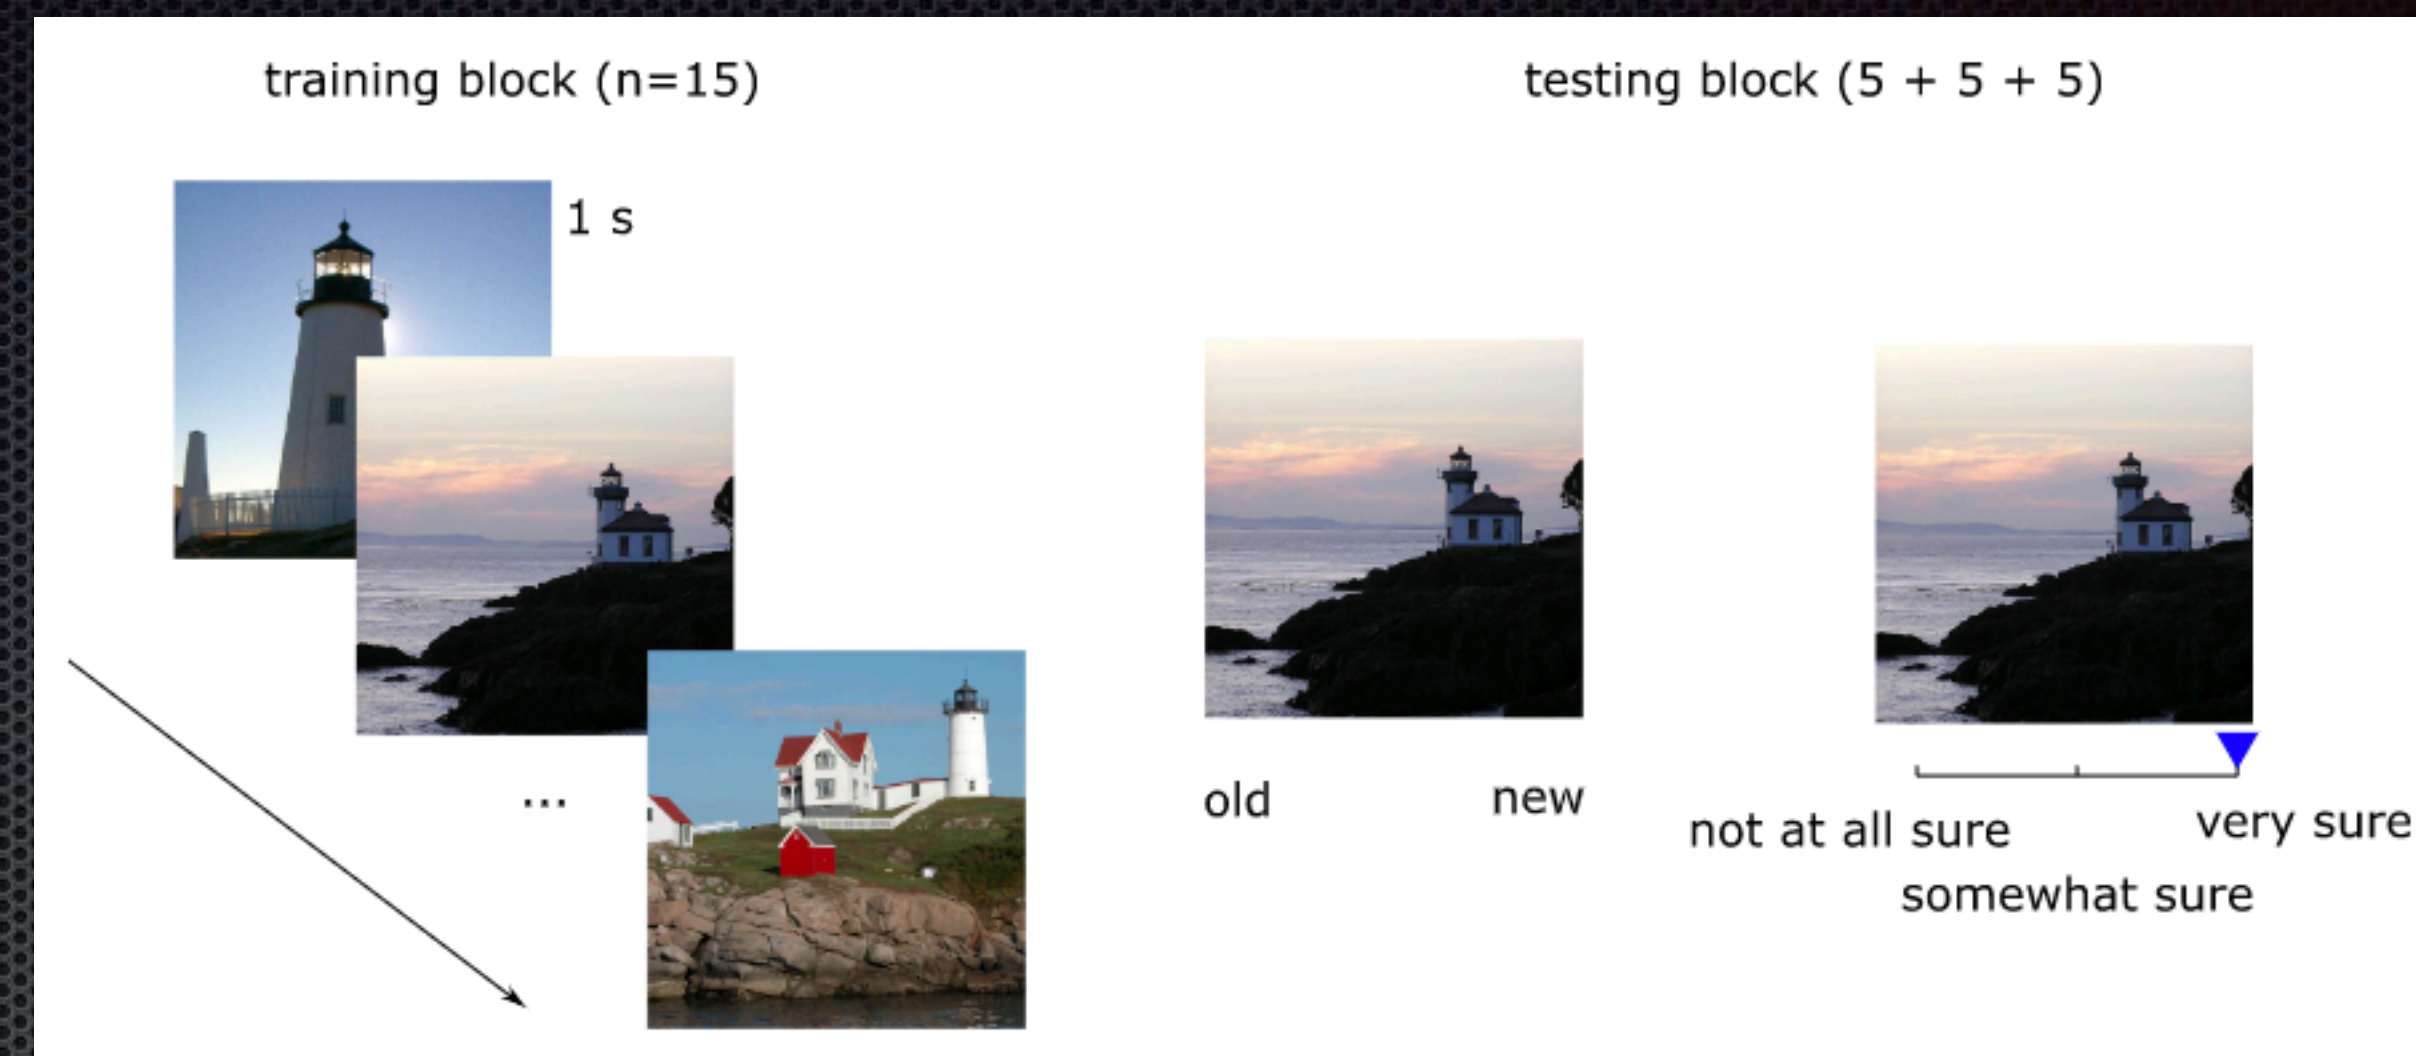 training block (n=15)
testing block (5 + 5 + 5)
1 s
...
old
new
not at all sure
very sure
somewhat sure